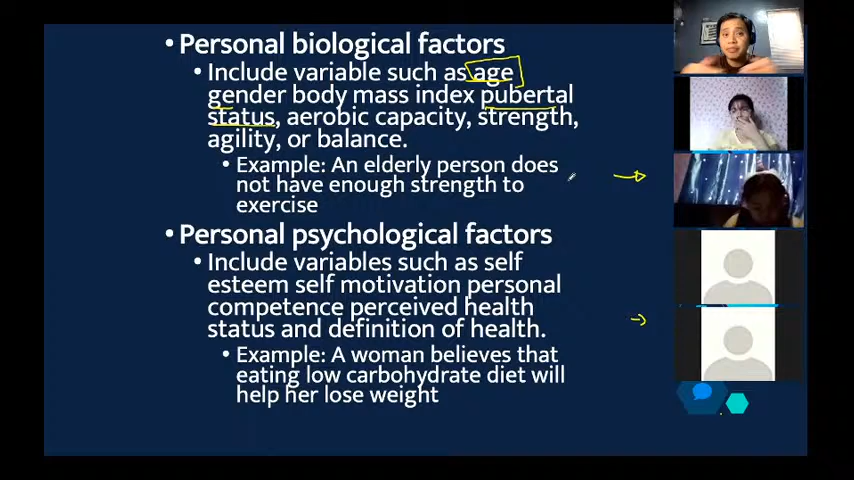 • Personal biological factors
• Include variable such as age
gender body mass index pubertal
status, aerobic capacity, strength,
agility, or balance.
• Example: An elderly person does
not have enough strength to
exercise
• Personal psychological factors
• Include variables such as self
esteem self motivation personal
competence perceived health
status and definition of health.
• Example: A woman believes that
eating low carbohydrate diet will
help her lose weight